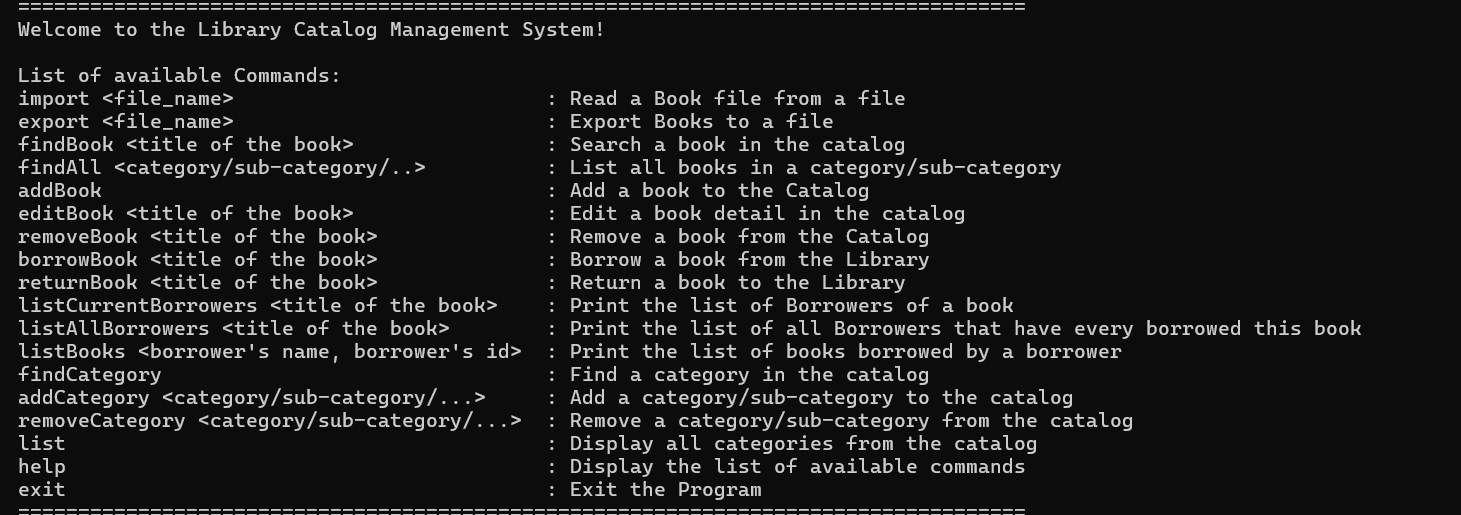 ====================================================================================
Welcome to the Library Catalog Management System!
List of available Commands:
import <file_name> : Read a Book file from a file
export <file_name> : Export Books to a file
findBook <title of the book> : Search a book in the catalog
findAll <category/sub-category/..> : List all books in a category/sub-category
addBook : Add a book to the Catalog
editBook <title of the book> : Edit a book detail in the catalog
removeBook <title of the book> : Remove a book from the Catalog
borrowBook <title of the book> : Borrow a book from the Library
returnBook <title of the book> : Return a book to the Library
listCurrentBorrowers <title of the book> : Print the list of Borrowers of a book
listAllBorrowers <title of the book> : Print the list of all Borrowers that have every borrowed this book
listBooks <borrower's name, borrower's id> : Print the list of books borrowed by a borrower
findCategory : Find a category in the catalog
addCategory <category/sub-category/...> : Add a category/sub-category to the catalog
removeCategory <category/sub-category/...> : Remove a category/sub-category from the catalog
list : Display all categories from the catalog
help : Display the list of available commands
exit : Exit the Program
====================================================================================